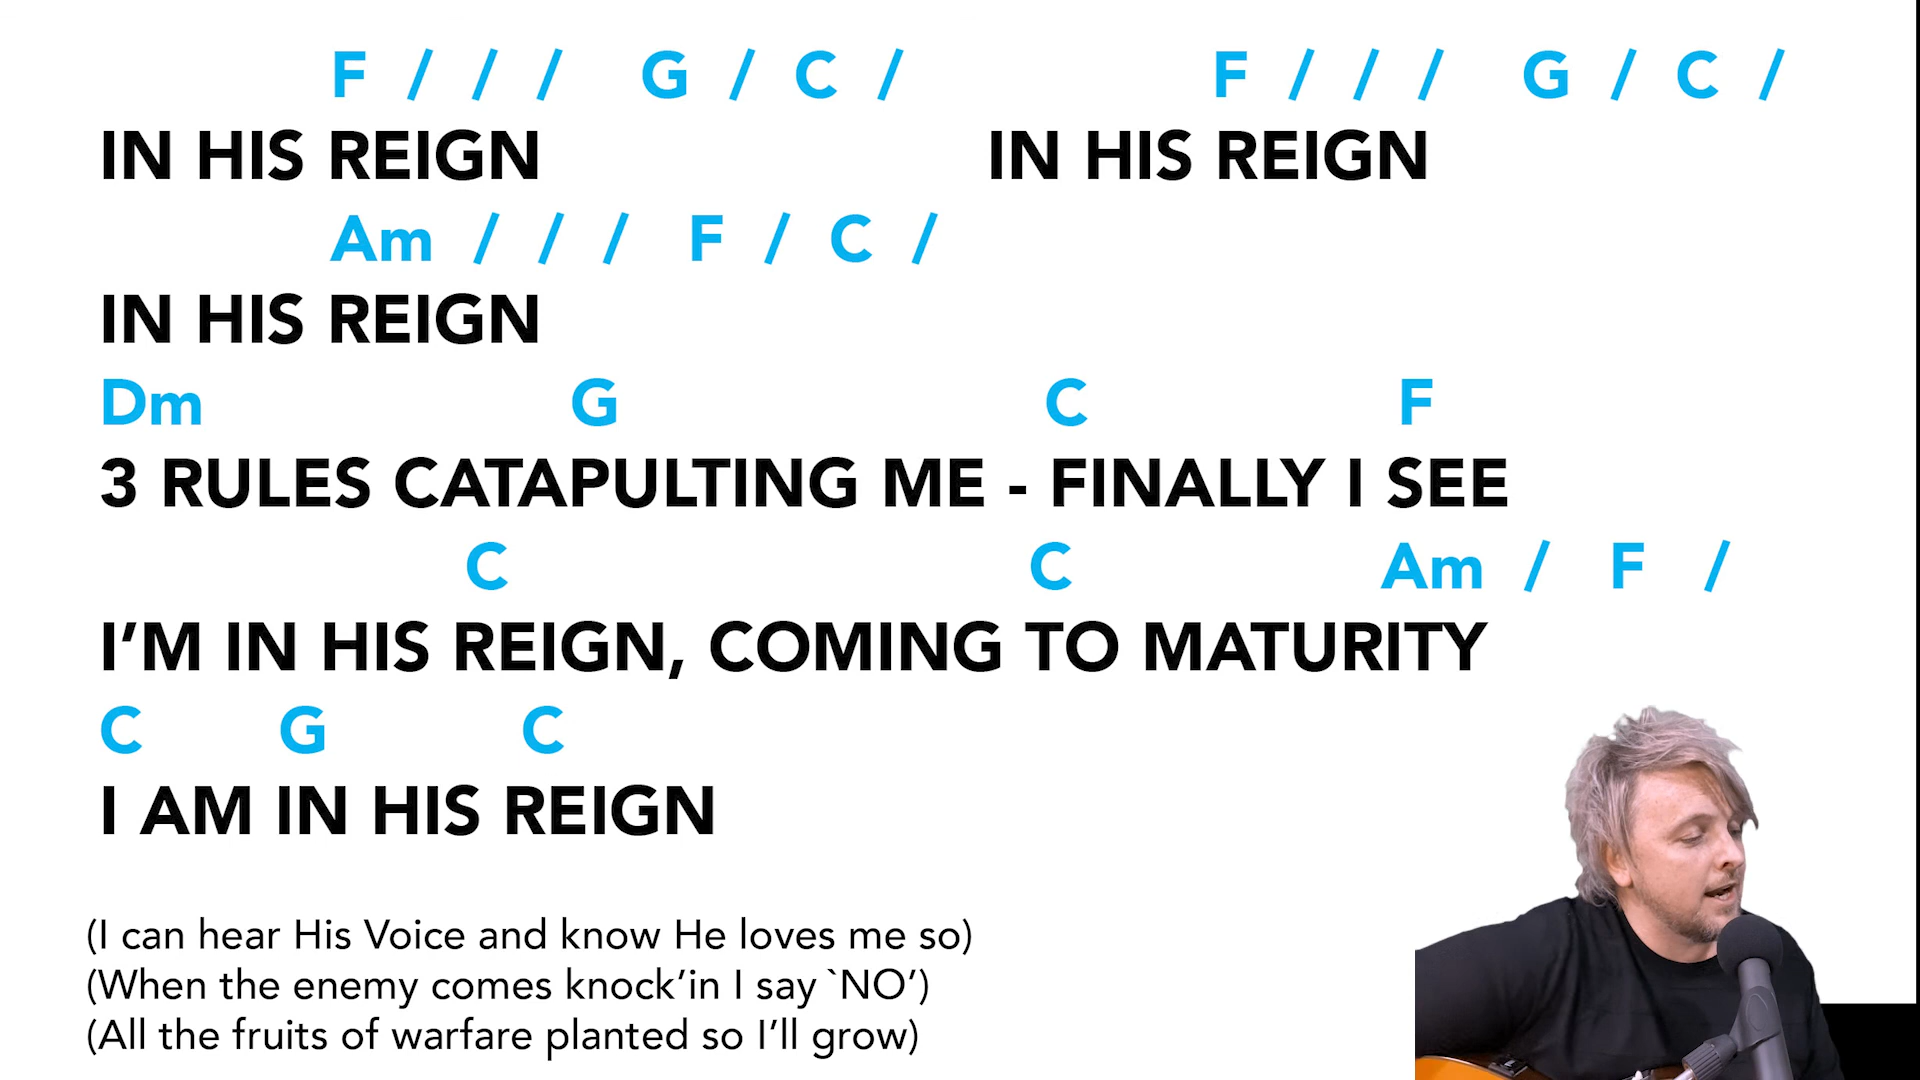 F / / / G / C / F / / / G / C /
IN HIS REIGN IN HIS REIGN
Am / / / F / C /
IN HIS REIGN
Dm G C F
3 RULES CATAPULTING ME - FINALLY I SEE
C C Am / F /
I’M IN HIS REIGN, COMING TO MATURITY
C G C
I AM IN HIS REIGN
(I can hear His Voice and know He loves me so)
(When the enemy comes knock’in I say `NO’)
(All the fruits of warfare planted so I’ll grow)